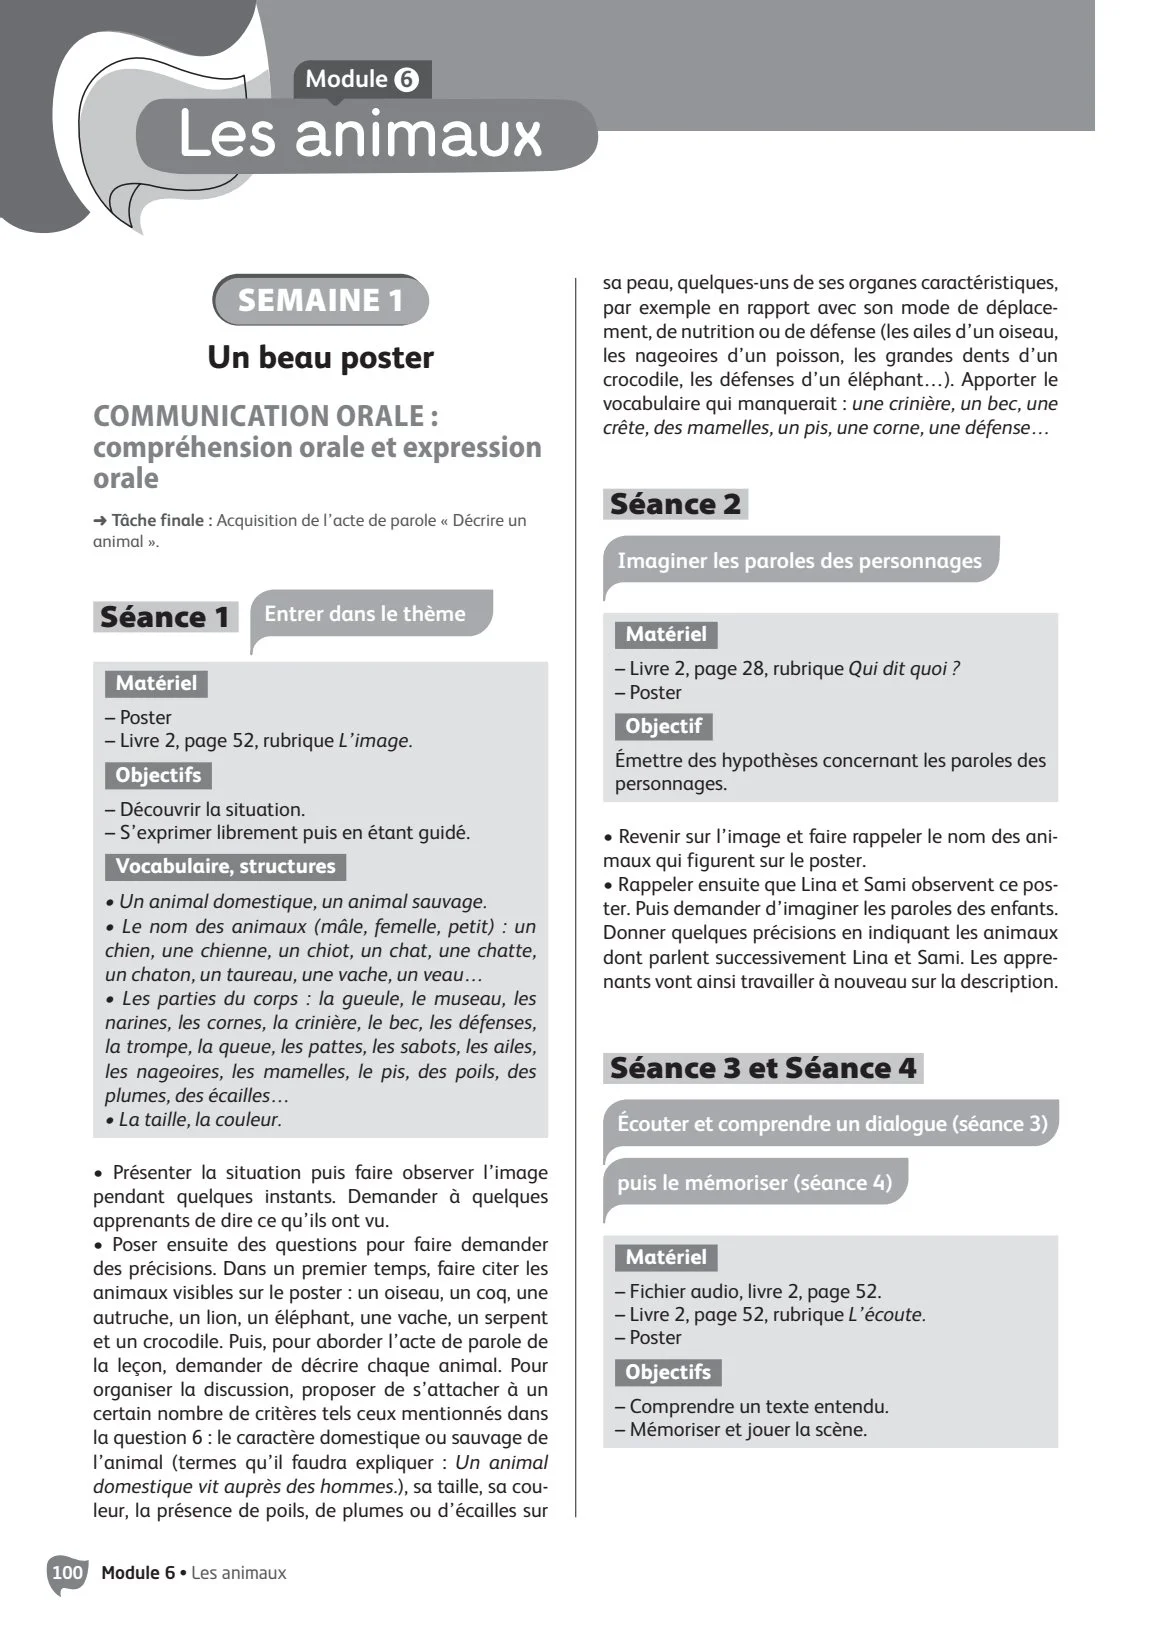 Module 6
Les animaux
SEMAINE 1
Un beau poster
COMMUNICATION ORALE :
compréhension orale et expression
orale
➜ Tâche finale : Acquisition de l’acte de parole « Décrire un
animal ».
Séance 1
Entrer dans le thème
Matériel
– Poster
– Livre 2, page 52, rubrique L’image.
Objectifs
– Découvrir la situation.
– S’exprimer librement puis en étant guidé.
Vocabulaire, structures
• Un animal domestique, un animal sauvage.
• Le nom des animaux (mâle, femelle, petit) : un
chien, une chienne, un chiot, un chat, une chatte,
un chaton, un taureau, une vache, un veau…
• Les parties du corps : la gueule, le museau, les
narines, les cornes, la crinière, le bec, les défenses,
la trompe, la queue, les pattes, les sabots, les ailes,
les nageoires, les mamelles, le pis, des poils, des
plumes, des écailles…
• La taille, la couleur.
• Présenter la situation puis faire observer l’image
pendant quelques instants. Demander à quelques
apprenants de dire ce qu’ils ont vu.
• Poser ensuite des questions pour faire demander
des précisions. Dans un premier temps, faire citer les
animaux visibles sur le poster : un oiseau, un coq, une
autruche, un lion, un éléphant, une vache, un serpent
et un crocodile. Puis, pour aborder l’acte de parole de
la leçon, demander de décrire chaque animal. Pour
organiser la discussion, proposer de s’attacher à un
certain nombre de critères tels ceux mentionnés dans
la question 6 : le caractère domestique ou sauvage de
l’animal (termes qu’il faudra expliquer : Un animal
domestique vit auprès des hommes.), sa taille, sa cou-
leur, la présence de poils, de plumes ou d’écailles sur
sa peau, quelques-uns de ses organes caractéristiques,
par exemple en rapport avec son mode de déplace-
ment, de nutrition ou de défense (les ailes d’un oiseau,
les nageoires d’un poisson, les grandes dents d’un
crocodile, les défenses d’un éléphant…). Apporter le
vocabulaire qui manquerait : une crinière, un bec, une
crête, des mamelles, un pis, une corne, une défense…
Séance 2
Imaginer les paroles des personnages
Matériel
– Livre 2, page 28, rubrique Qui dit quoi ?
– Poster
Objectif
Émettre des hypothèses concernant les paroles des
personnages.
• Revenir sur l’image et faire rappeler le nom des ani-
maux qui figurent sur le poster.
• Rappeler ensuite que Lina et Sami observent ce pos-
ter. Puis demander d’imaginer les paroles des enfants.
Donner quelques précisions en indiquant les animaux
dont parlent successivement Lina et Sami. Les appre-
nants vont ainsi travailler à nouveau sur la description.
Séance 3 et Séance 4
Écouter et comprendre un dialogue (séance 3)
puis le mémoriser (séance 4)
Matériel
– Fichier audio, livre 2, page 52.
– Livre 2, page 52, rubrique L’écoute.
– Poster
Objectifs
– Comprendre un texte entendu.
– Mémoriser et jouer la scène.
100 Module 6 • Les animaux